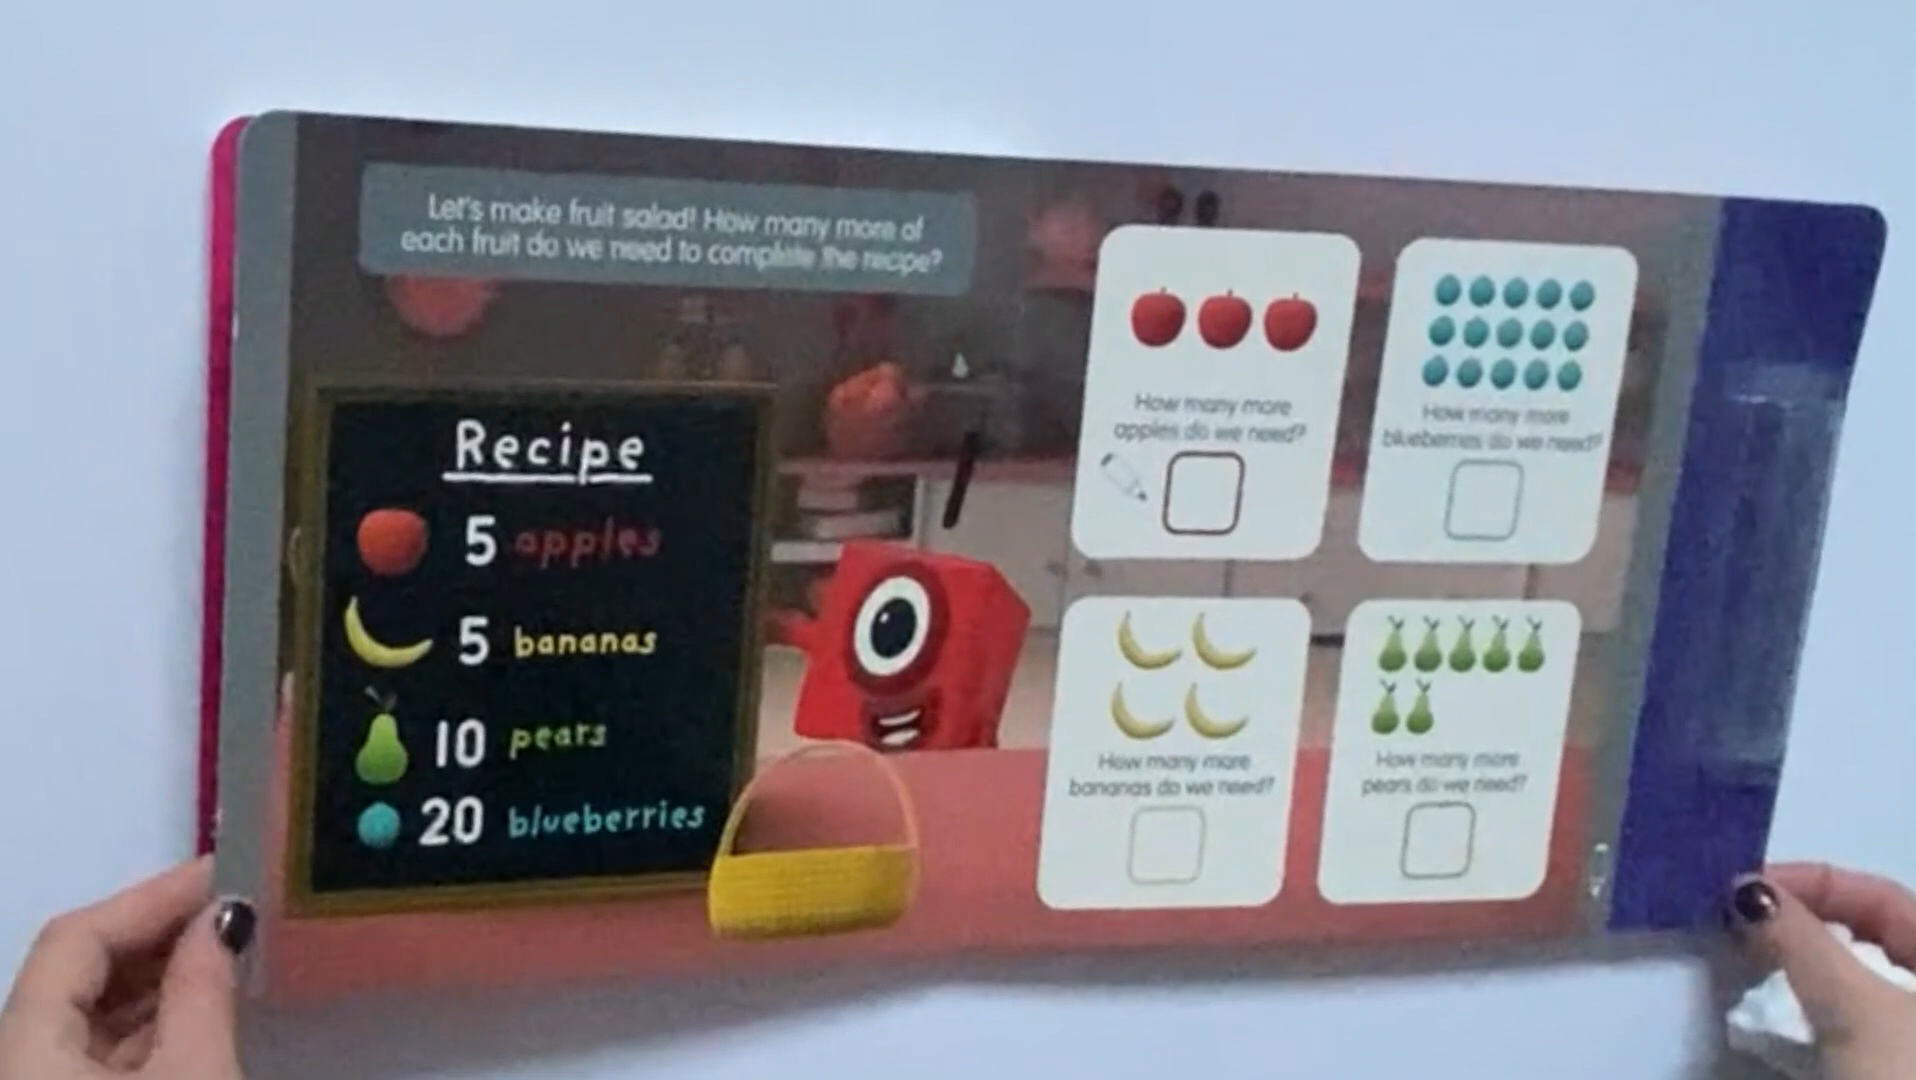 Let's make fruit salad! How many more of
each fruit do we need to complete the recipe?
Recipe
5 apples
5 bananas
10 pears
20 blueberries
How many more
apples do we need?
How many more
blueberries do we need?
How many more
bananas do we need?
How many more
pears do we need?